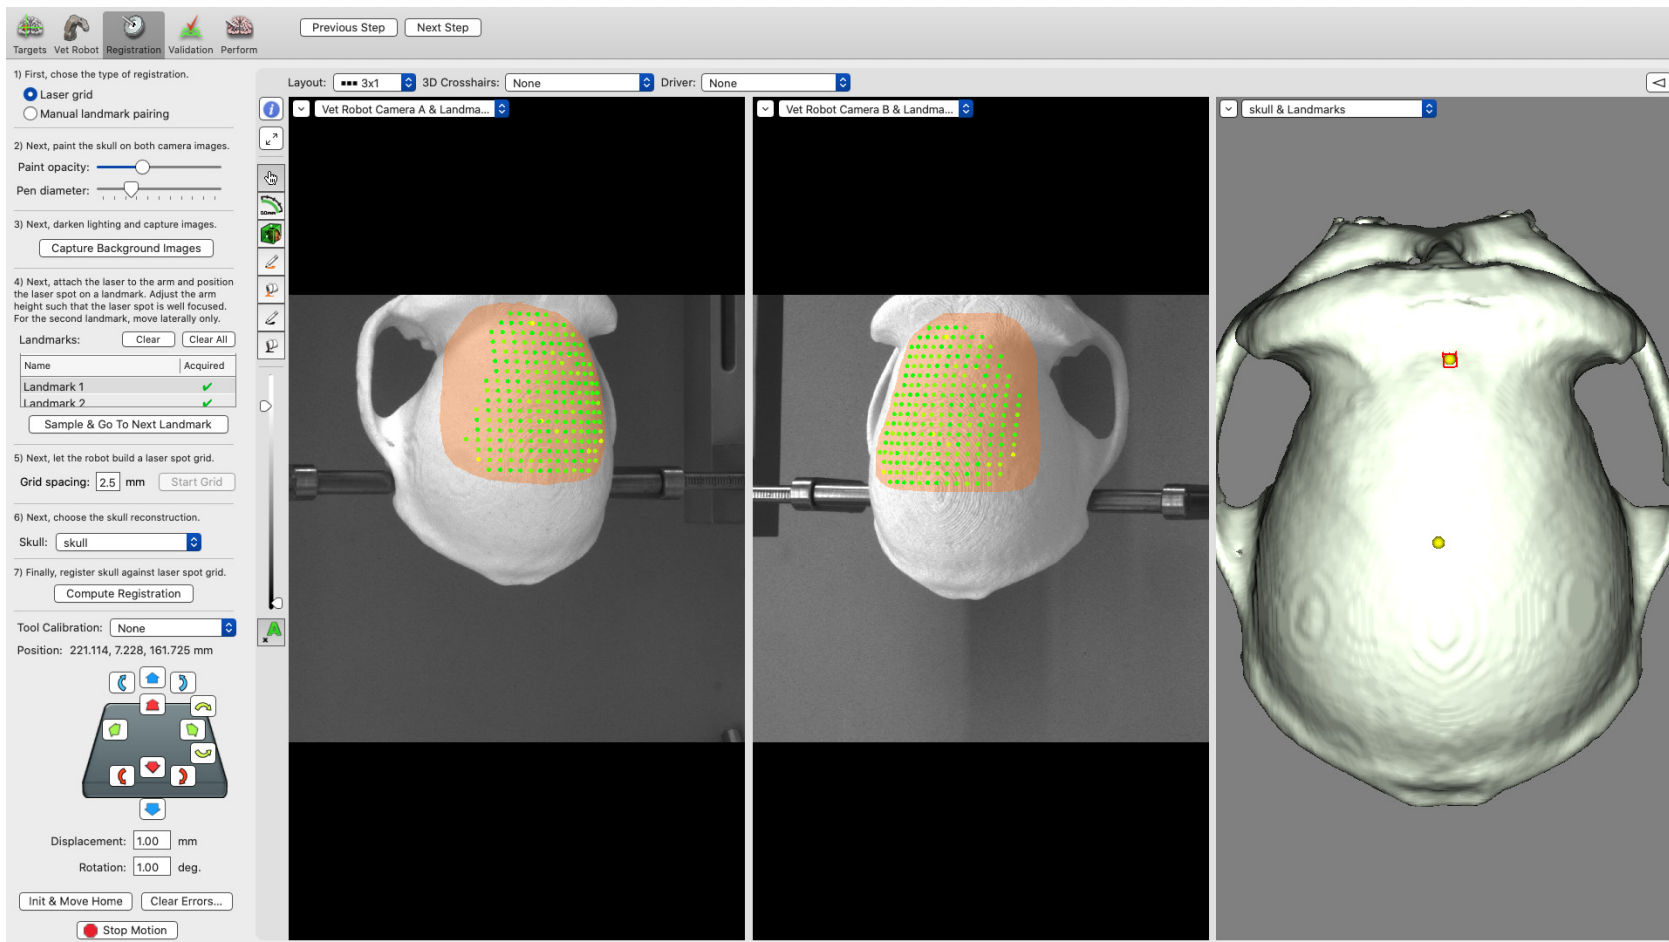 Previous Step Next Step
Targets Vet Robot Registration Validation Perform
1) First, chose the type of registration.
Laser grid
Manual landmark pairing
2) Next, paint the skull on both camera images.
Paint opacity:
Pen diameter:
3) Next, darken lighting and capture images.
Capture Background Images
4) Next, attach the laser to the arm and position
the laser spot on a landmark. Adjust the arm
height such that the laser spot is well focused.
For the second landmark, move laterally only.
Landmarks: Clear Clear All
Name Acquired
Landmark 1
Landmark 2
Sample & Go To Next Landmark
5) Next, let the robot build a laser spot grid.
Grid spacing: 2.5 mm Start Grid
6) Next, choose the skull reconstruction.
Skull: skull
7) Finally, register skull against laser spot grid.
Compute Registration
Tool Calibration: None
Position: 221.114, 7.228, 161.725 mm
Displacement: 1.00 mm
Rotation: 1.00 deg.
Init & Move Home Clear Errors...
Stop Motion
Layout: 3x1 3D Crosshairs: None Driver: None
Vet Robot Camera A & Landma... Vet Robot Camera B & Landma... skull & Landmarks
10mm
A
x